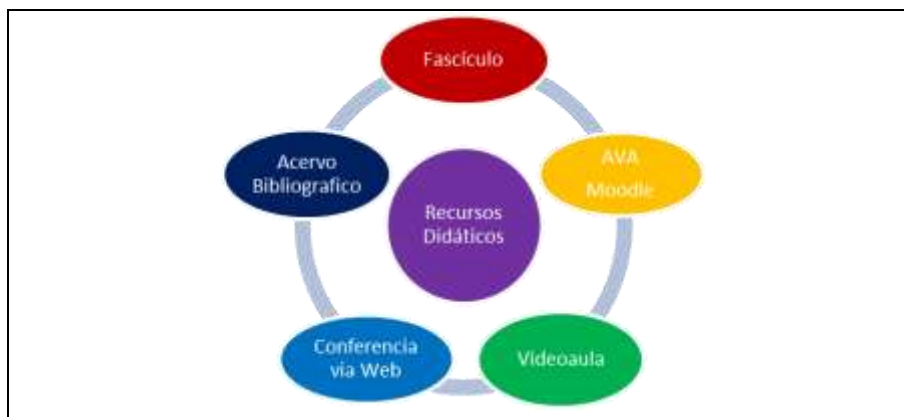 Fascículo
AVA
Moodle
Videoaula
Conferencia
via Web
Acervo
Bibliografico
Recursos
Didáticos